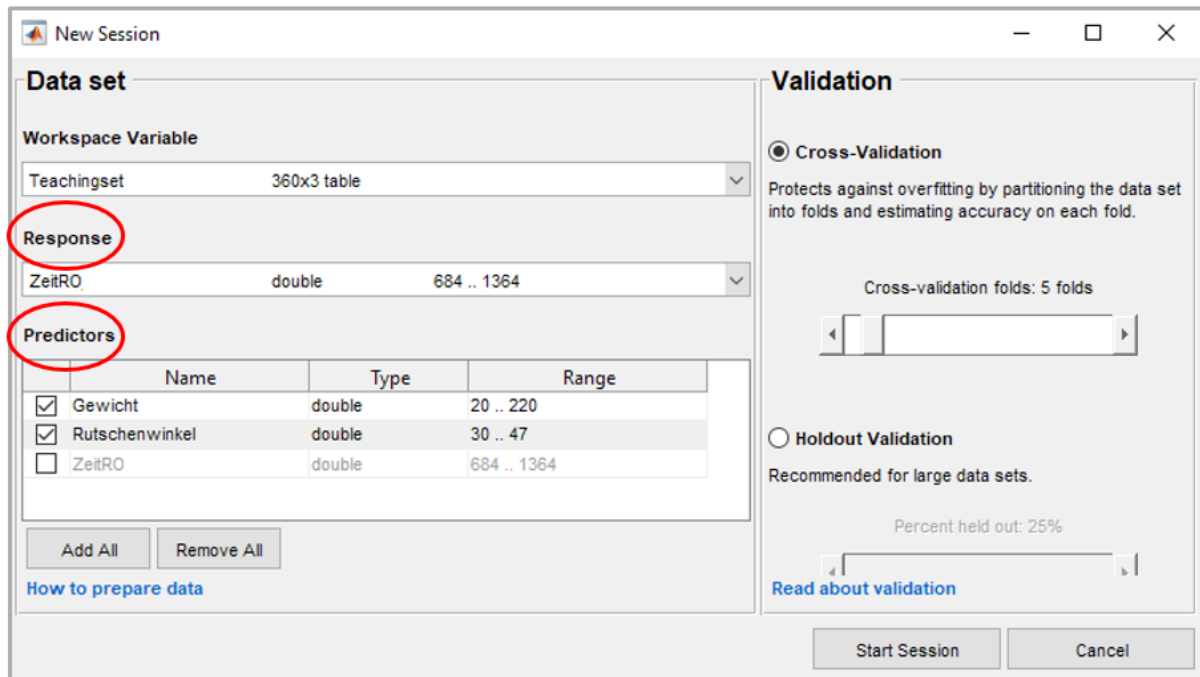 New Session
Data set
Workspace Variable
Teachingset 360x3 table
Response
ZeitRO double 684 .. 1364
Predictors
Name Type Range
Gewicht double 20 .. 220
Rutschenwinkel double 30 .. 47
ZeitRO double 684 .. 1364
Add All Remove All
How to prepare data
Validation
Cross-Validation
Protects against overfitting by partitioning the data set
into folds and estimating accuracy on each fold.
Cross-validation folds: 5 folds
Holdout Validation
Recommended for large data sets.
Percent held out: 25%
Read about validation
Start Session Cancel